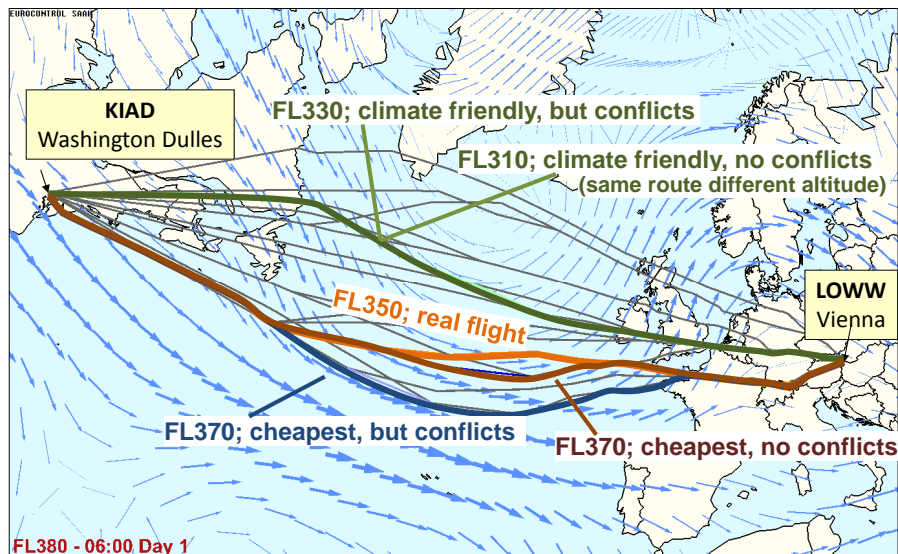 EUROCONTROL SAAM
KIAD
Washington Dulles
FL330; climate friendly, but conflicts
FL310; climate friendly, no conflicts
(same route different altitude)
LOWW
Vienna
FL350; real flight
FL370; cheapest, but conflicts
FL370; cheapest, no conflicts
FL380 - 06:00 Day 1